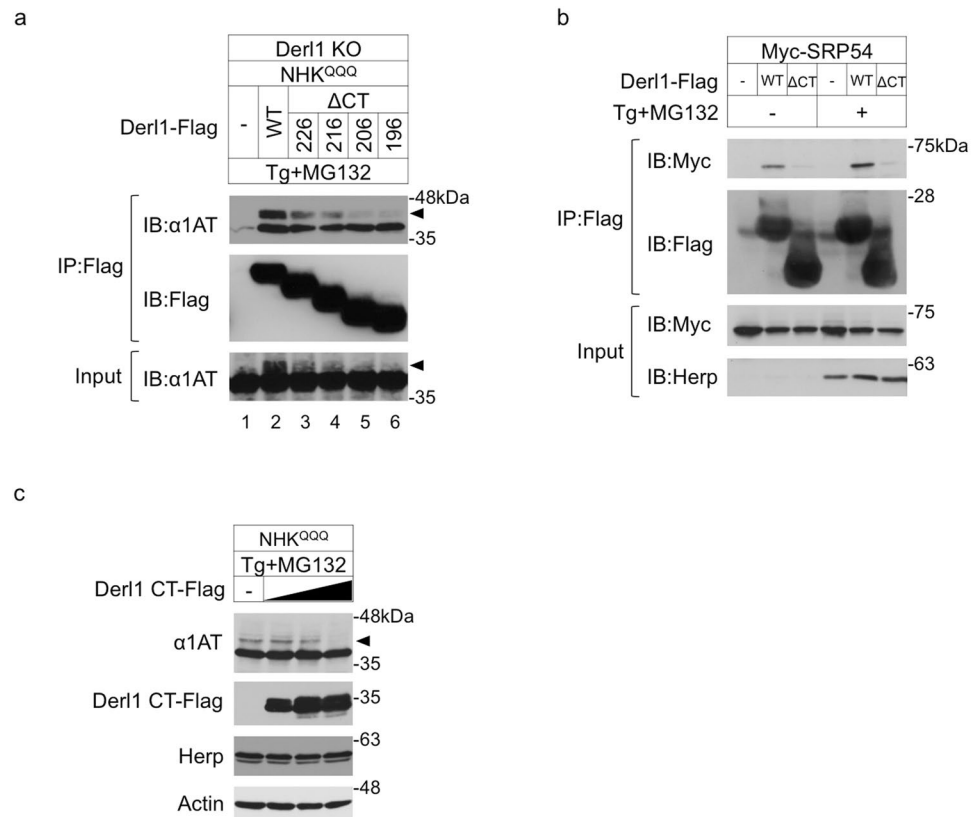 a
Derl1 KO
NHKQQQ
Derl1-Flag
-
WT
ΔCT
226
216
206
196
Tg+MG132
IP:Flag
IB:α1AT
-48kDa
-35
IB:Flag
Input
IB:α1AT
-35
1 2 3 4 5 6
b
Myc-SRP54
Derl1-Flag
- WT ΔCT - WT ΔCT
Tg+MG132
- +
IP:Flag
IB:Myc
-75kDa
IB:Flag
-28
Input
IB:Myc
-75
IB:Herp
-63
c
NHKQQQ
Tg+MG132
Derl1 CT-Flag
-
α1AT
-48kDa
-35
Derl1 CT-Flag
-35
Herp
-63
Actin
-48